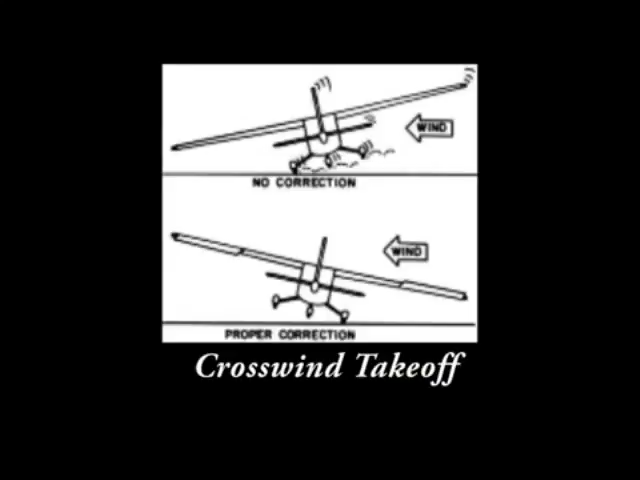 WIND
NO CORRECTION
WIND
PROPER CORRECTION
Crosswind Takeoff